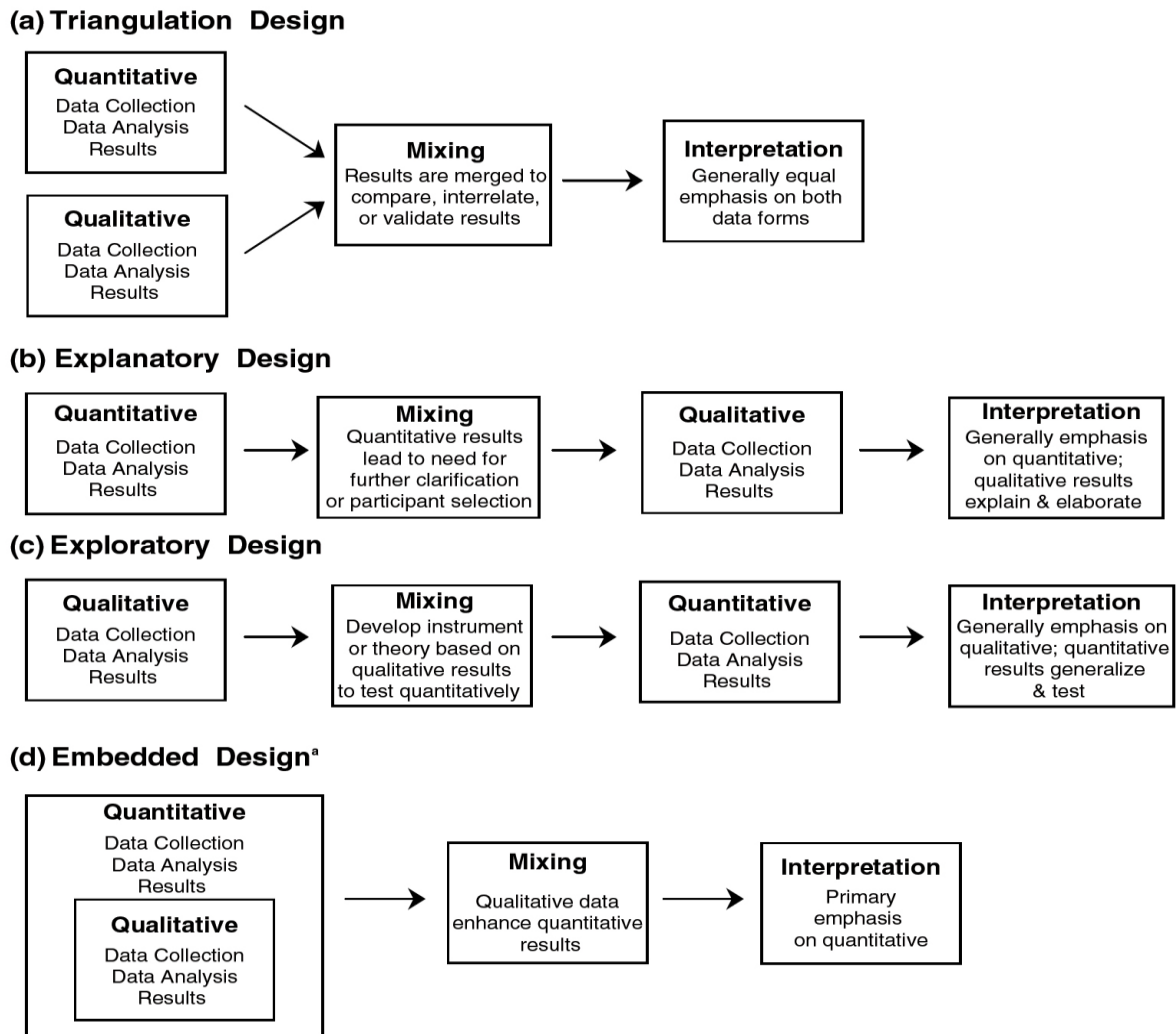 (a) Triangulation Design
Quantitative
Data Collection
Data Analysis
Results
Qualitative
Data Collection
Data Analysis
Results
Mixing
Results are merged to
compare, interrelate,
or validate results
Interpretation
Generally equal
emphasis on both
data forms
(b) Explanatory Design
Quantitative
Data Collection
Data Analysis
Results
Mixing
Quantitative results
lead to need for
further clarification
or participant selection
Qualitative
Data Collection
Data Analysis
Results
Interpretation
Generally emphasis
on quantitative;
qualitative results
explain & elaborate
(c) Exploratory Design
Qualitative
Data Collection
Data Analysis
Results
Mixing
Develop instrument
or theory based on
qualitative results
to test quantitatively
Quantitative
Data Collection
Data Analysis
Results
Interpretation
Generally emphasis on
qualitative; quantitative
results generalize
& test
(d) Embedded Designᵃ
Quantitative
Data Collection
Data Analysis
Results
Qualitative
Data Collection
Data Analysis
Results
Mixing
Qualitative data
enhance quantitative
results
Interpretation
Primary
emphasis
on quantitative